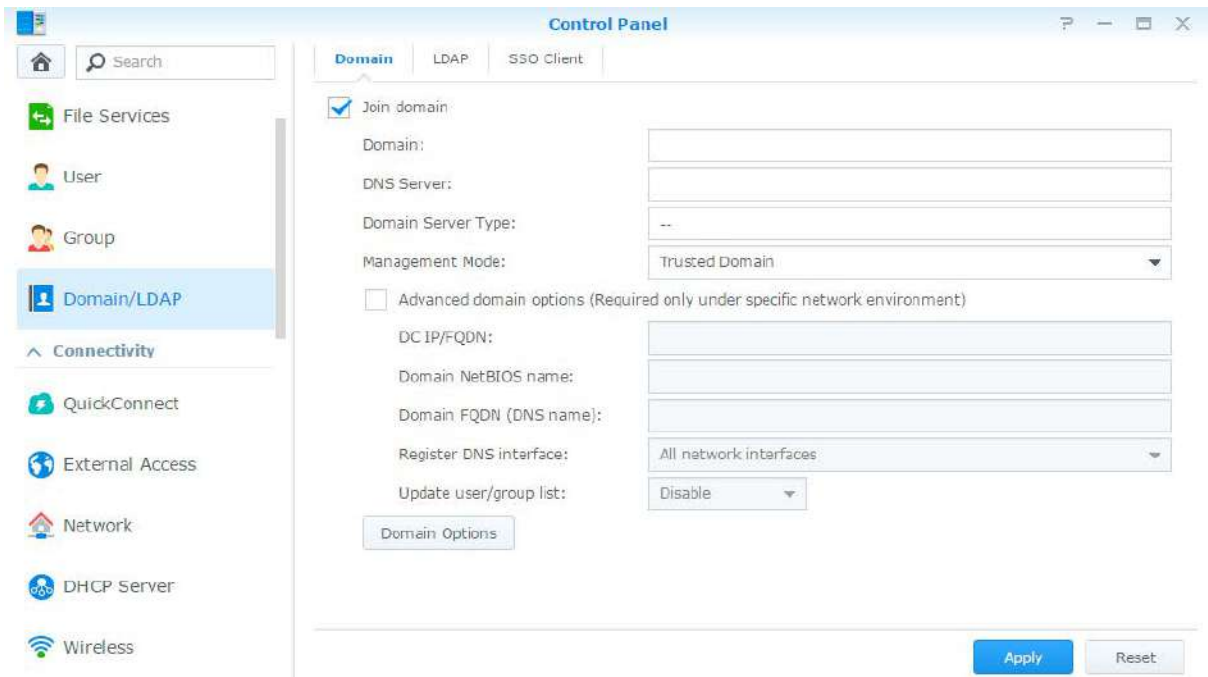 Control Panel
Search
File Services
User
Group
Domain/LDAP
Connectivity
QuickConnect
External Access
Network
DHCP Server
Wireless
Domain LDAP SSO Client
Join domain
Domain:
DNS Server:
Domain Server Type: --
Management Mode: Trusted Domain
Advanced domain options (Required only under specific network environment)
DC IP/FQDN:
Domain NetBIOS name:
Domain FQDN (DNS name):
Register DNS interface: All network interfaces
Update user/group list: Disable
Domain Options
Apply Reset